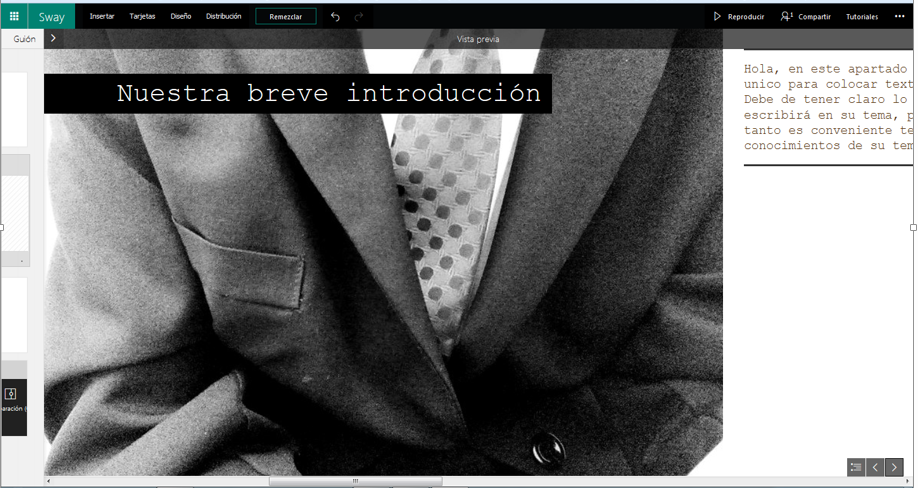 Sway Insertar Tarjetas Diseño Distribución Remezclar Reproducir Compartir Tutoriales
Guión Vista previa
Nuestra breve introducción
Hola, en este apartado
unico para colocar text
Debe de tener claro lo
escribirá en su tema, p
tanto es conveniente te
conocimientos de su tem
aración (